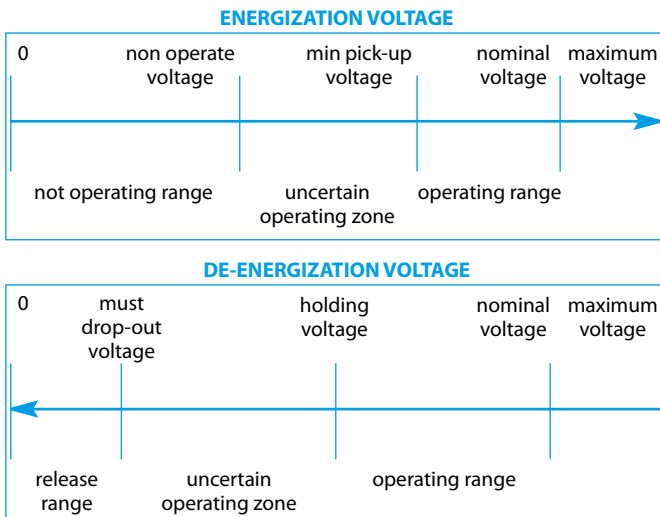 ENERGIZATION VOLTAGE
0 non operate min pick-up nominal maximum
voltage voltage voltage voltage
not operating range uncertain operating range
operating zone
DE-ENERGIZATION VOLTAGE
0 must holding nominal maximum
drop-out voltage voltage voltage
voltage
release uncertain operating range
range operating zone